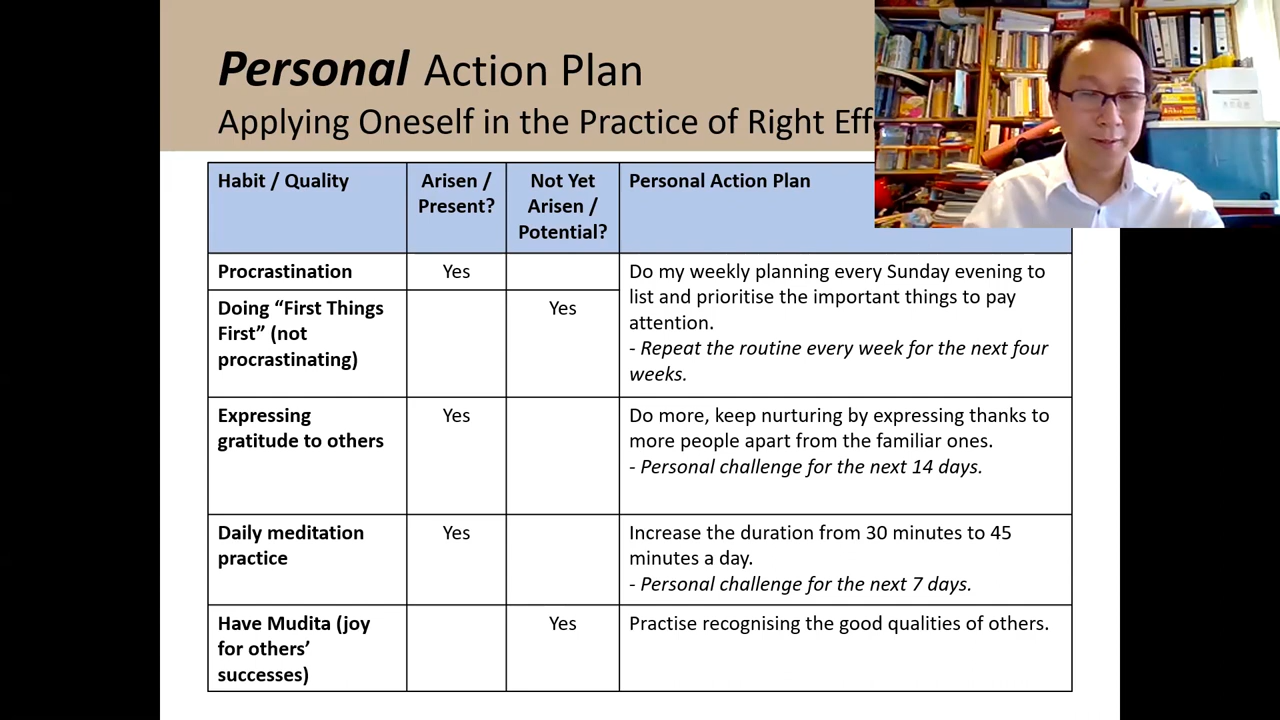 Personal Action Plan
Applying Oneself in the Practice of Right Eff
Habit / Quality
Arisen /
Present?
Not Yet
Arisen /
Potential?
Personal Action Plan
Procrastination
Yes
Do my weekly planning every Sunday evening to
list and prioritise the important things to pay
attention.
- Repeat the routine every week for the next four
weeks.
Doing “First Things
First” (not
procrastinating)
Yes
Expressing
gratitude to others
Yes
Do more, keep nurturing by expressing thanks to
more people apart from the familiar ones.
- Personal challenge for the next 14 days.
Daily meditation
practice
Yes
Increase the duration from 30 minutes to 45
minutes a day.
- Personal challenge for the next 7 days.
Have Mudita (joy
for others’
successes)
Yes
Practise recognising the good qualities of others.